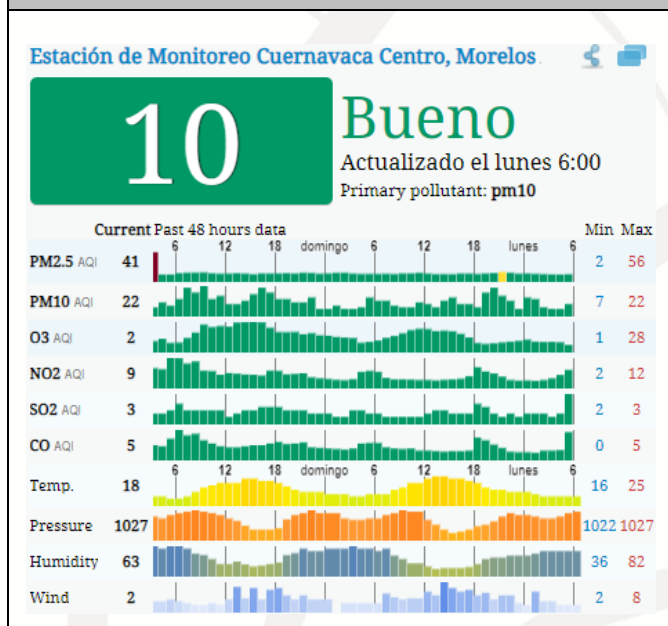 Estación de Monitoreo Cuernavaca Centro, Morelos.
10
Bueno
Actualizado el lunes 6:00
Primary pollutant: pm10
Current Past 48 hours data Min Max
6 12 18 domingo 6 12 18 lunes 6
PM2.5 AQI 41 2 56
PM10 AQI 22 7 22
O3 AQI 2 1 28
NO2 AQI 9 2 12
SO2 AQI 3 2 3
CO AQI 5 0 5
6 12 18 domingo 6 12 18 lunes 6
Temp. 18 16 25
Pressure 1027 1022 1027
Humidity 63 36 82
Wind 2 2 8